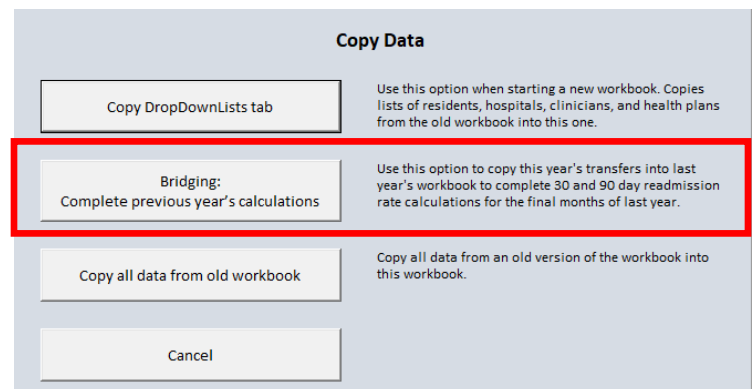 Copy Data
Copy DropDownLists tab
Use this option when starting a new workbook. Copies
lists of residents, hospitals, clinicians, and health plans
from the old workbook into this one.
Bridging:
Complete previous year's calculations
Use this option to copy this year's transfers into last
year's workbook to complete 30 and 90 day readmission
rate calculations for the final months of last year.
Copy all data from old workbook
Copy all data from an old version of the workbook into
this workbook.
Cancel